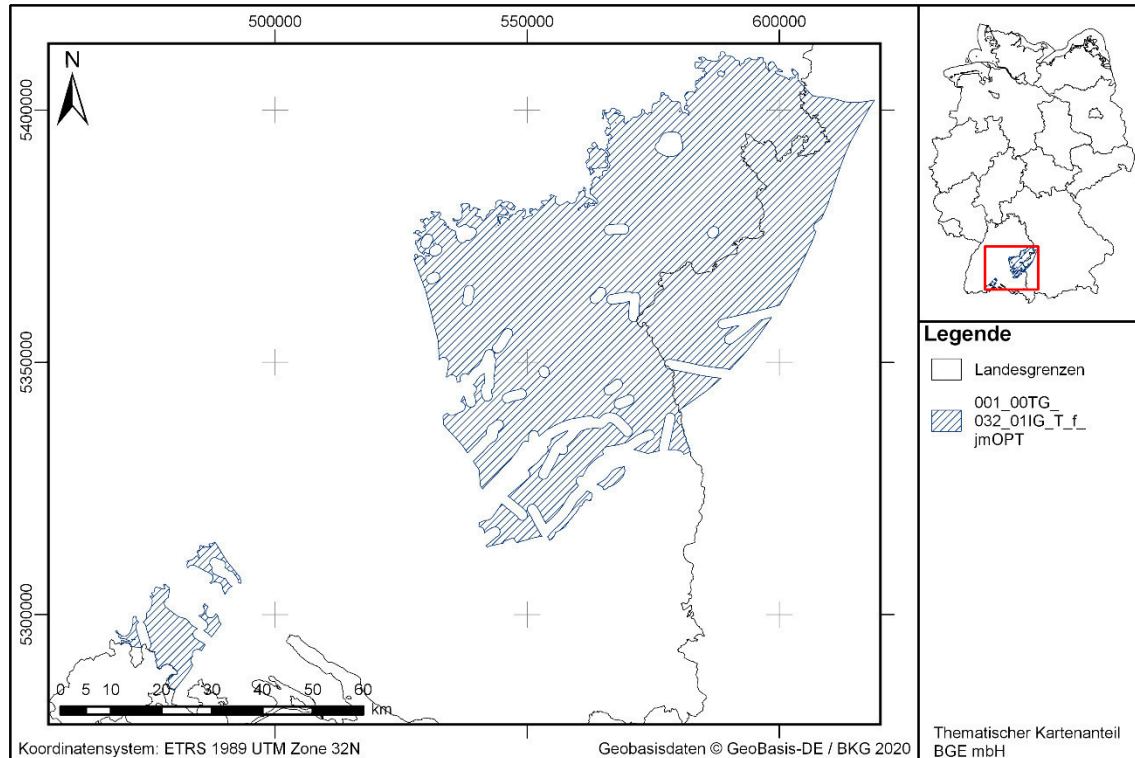 500000
550000
600000
N
5400000
5350000
5300000
0 5 10 20 30 40 50 60
km
Koordinatensystem: ETRS 1989 UTM Zone 32N
Geobasisdaten © GeoBasis-DE / BKG 2020
Legende
Landesgrenzen
001_00TG_
032_01IG_T_f_
jmOPT
Thematischer Kartenanteil
BGE mbH